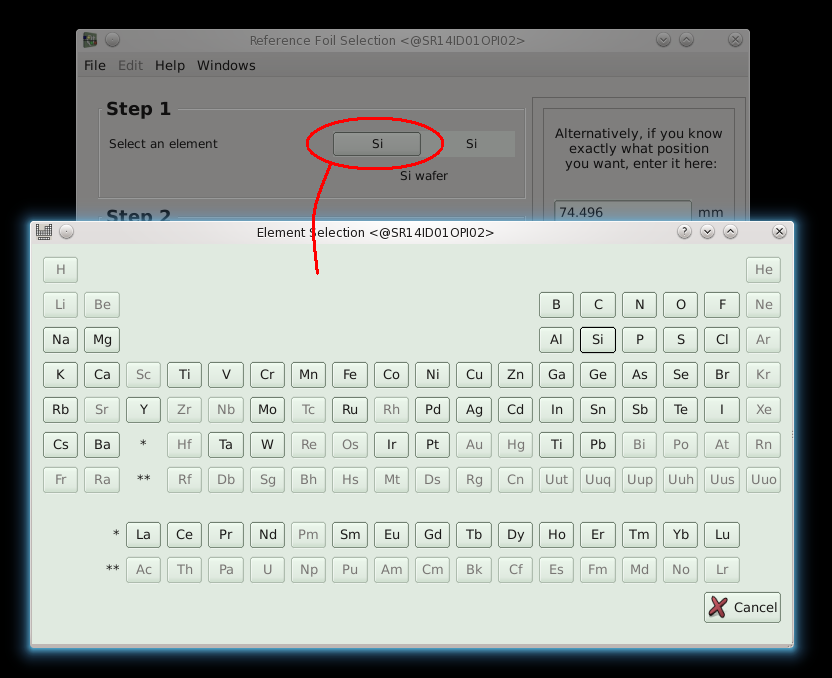 Reference Foil Selection <@SR14ID01OPI02>
File Edit Help Windows
Step 1
Select an element Si Si
Si wafer
Alternatively, if you know
exactly what position
you want, enter it here:
74.496 mm
Step 2
Element Selection <@SR14ID01OPI02>
H He
Li Be B C N O F Ne
Na Mg Al Si P S Cl Ar
K Ca Sc Ti V Cr Mn Fe Co Ni Cu Zn Ga Ge As Se Br Kr
Rb Sr Y Zr Nb Mo Tc Ru Rh Pd Ag Cd In Sn Sb Te I Xe
Cs Ba * Hf Ta W Re Os Ir Pt Au Hg Ti Pb Bi Po At Rn
Fr Ra ** Rf Db Sg Bh Hs Mt Ds Rg Cn Uut Uuq Uup Uuh Uus Uuo
* La Ce Pr Nd Pm Sm Eu Gd Tb Dy Ho Er Tm Yb Lu
** Ac Th Pa U Np Pu Am Cm Bk Cf Es Fm Md No Lr
Cancel